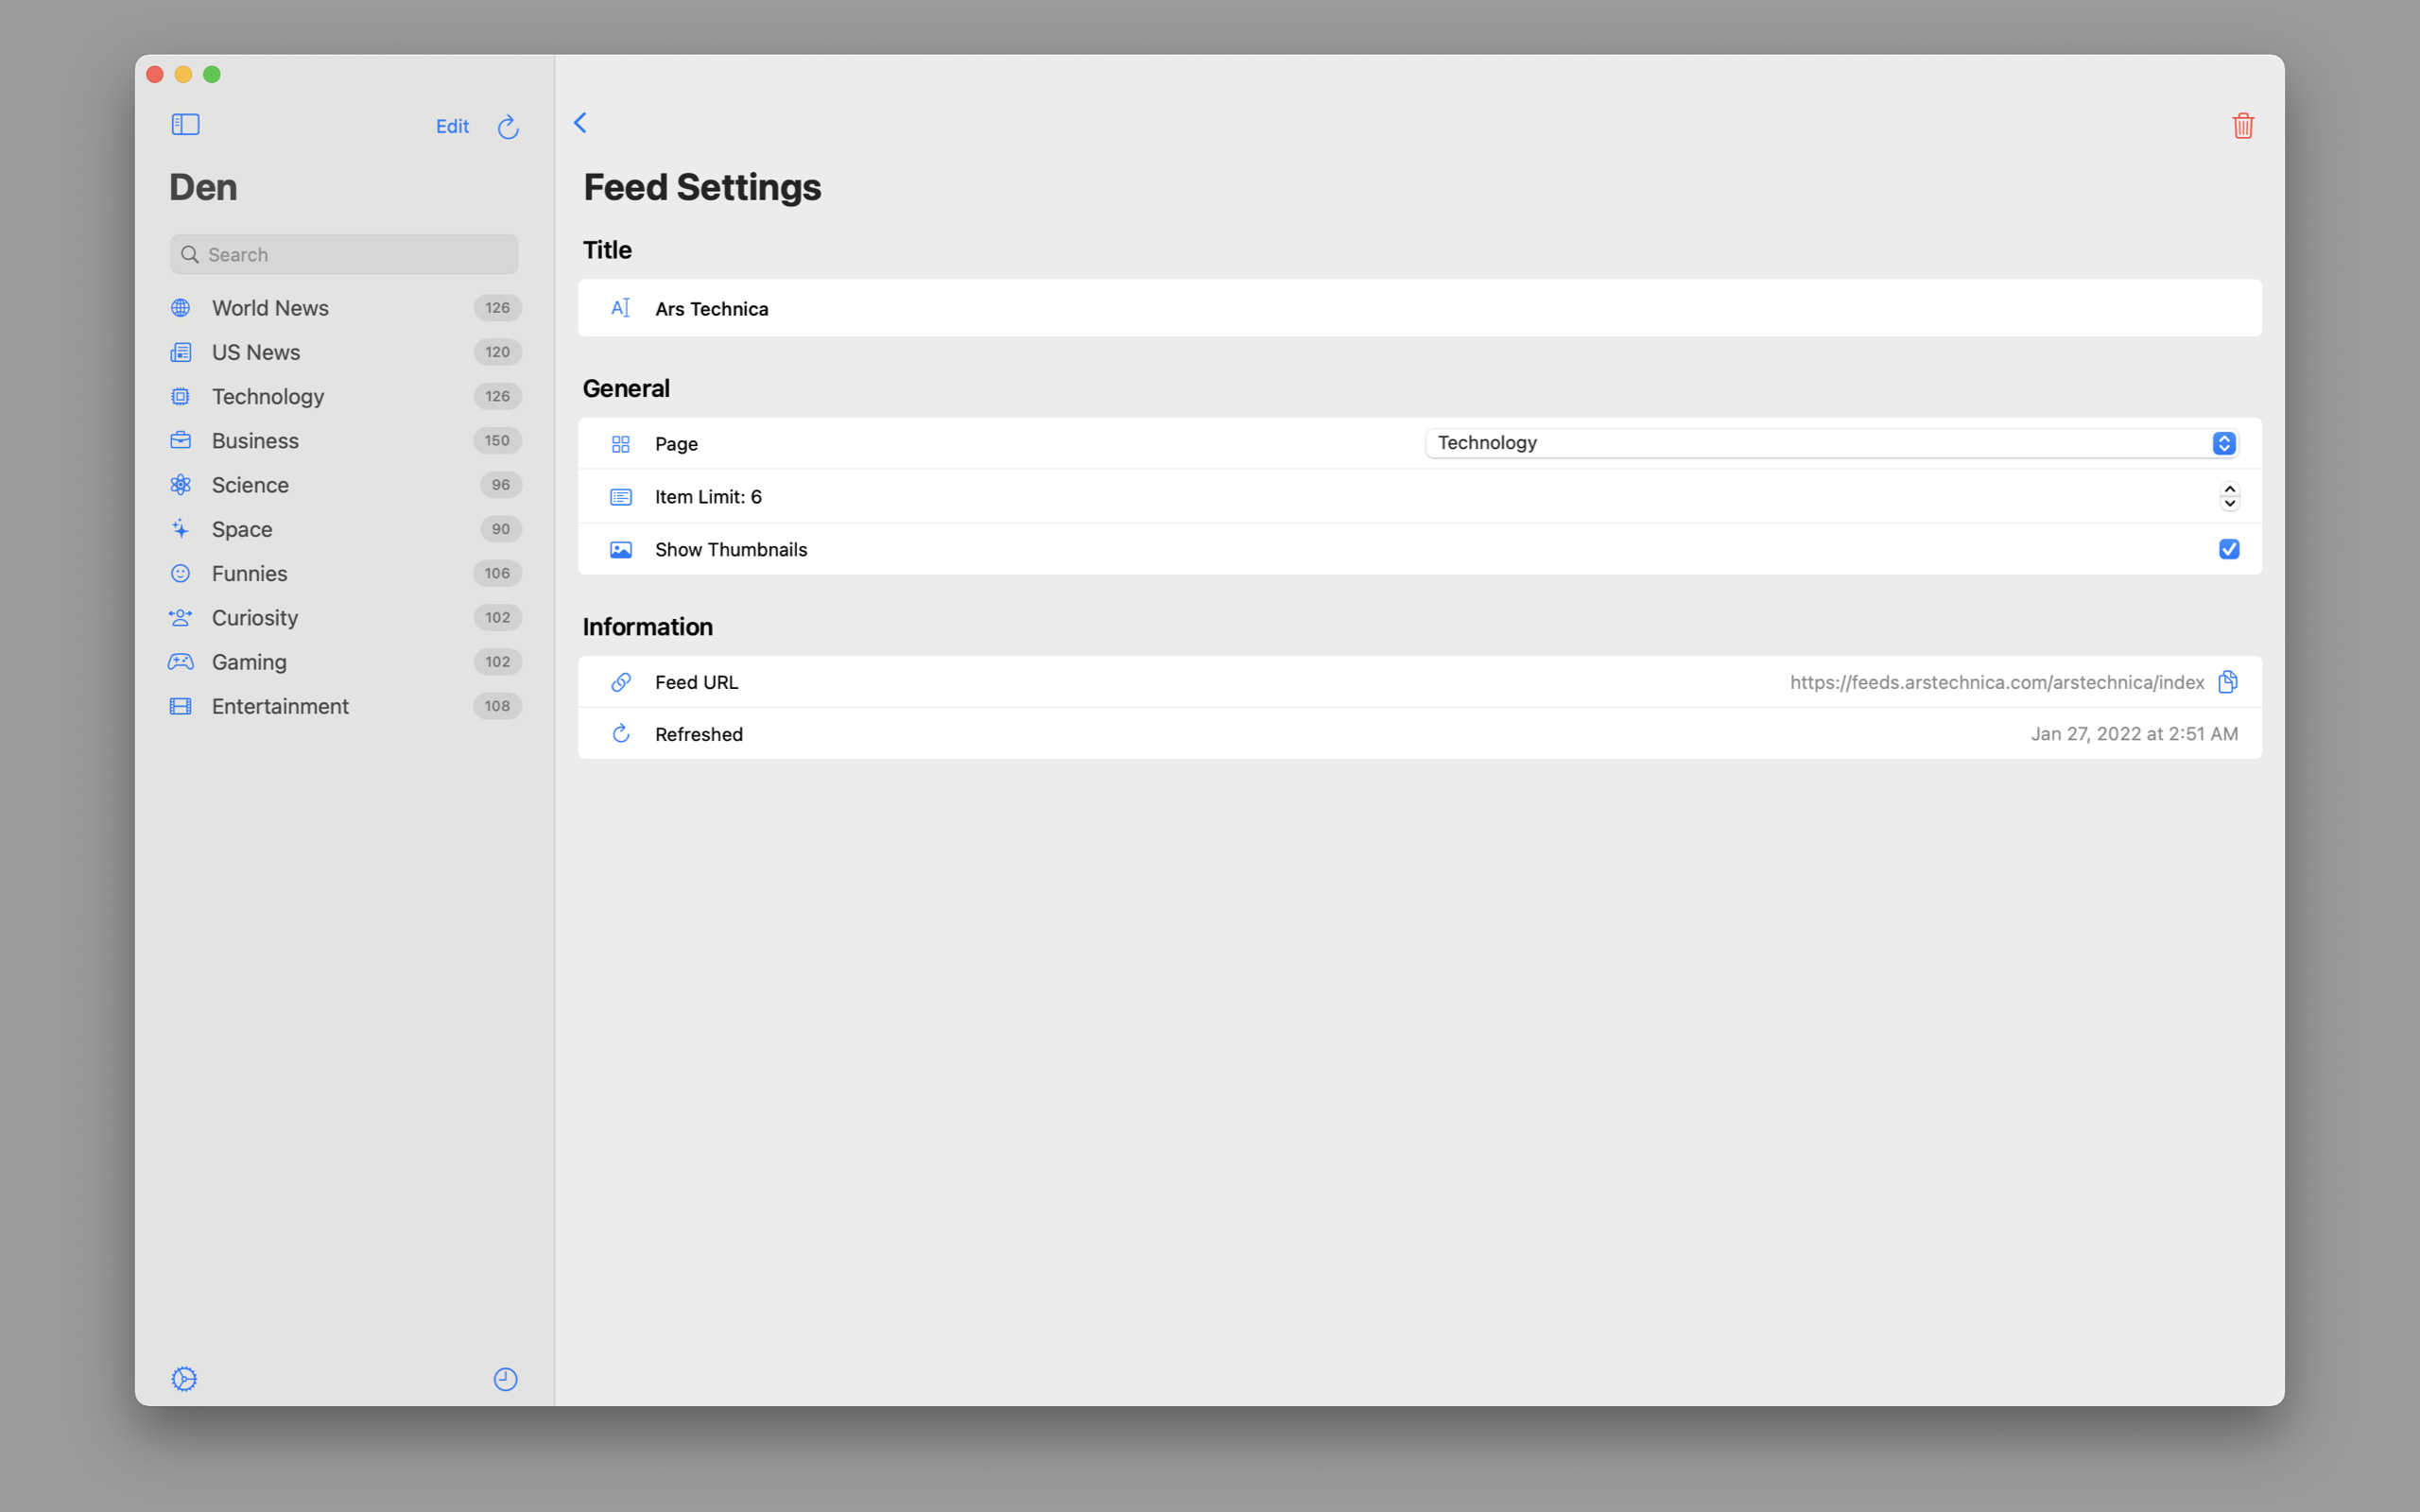 Edit
Den
Search
World News 126
US News 120
Technology 126
Business 150
Science 96
Space 90
Funnies 106
Curiosity 102
Gaming 102
Entertainment 108
Feed Settings
Title
Ars Technica
General
Page Technology
Item Limit: 6
Show Thumbnails
Information
Feed URL https://feeds.arstechnica.com/arstechnica/index
Refreshed Jan 27, 2022 at 2:51 AM